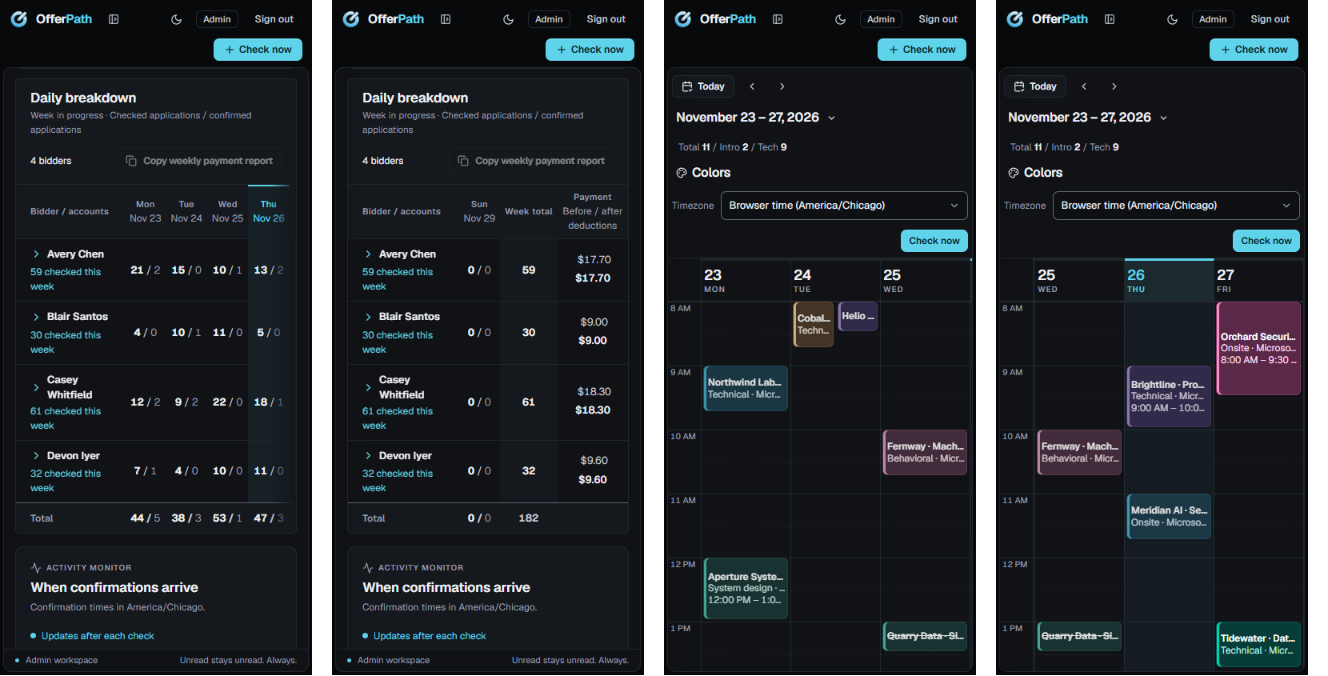 OfferPath
Admin
Sign out
+ Check now
Daily breakdown
Week in progress · Checked applications / confirmed
applications
4 bidders
Copy weekly payment report
Bidder / accounts
Mon
Nov 23
Tue
Nov 24
Wed
Nov 25
Thu
Nov 26
Avery Chen
59 checked this
week
21 / 2
15 / 0
10 / 1
13 / 2
Blair Santos
30 checked this
week
4 / 0
10 / 1
11 / 0
5 / 0
Casey
Whitfield
61 checked this
week
12 / 2
9 / 2
22 / 0
18 / 1
Devon Iyer
32 checked this
week
7 / 1
4 / 0
10 / 0
11 / 0
Total
44 / 5
38 / 3
53 / 1
47 / 3
ACTIVITY MONITOR
When confirmations arrive
Confirmation times in America/Chicago.
Updates after each check
Admin workspace
Unread stays unread. Always.
OfferPath
Admin
Sign out
+ Check now
Daily breakdown
Week in progress · Checked applications / confirmed
applications
4 bidders
Copy weekly payment report
Bidder / accounts
Sun
Nov 29
Week total
Payment
Before / after
deductions
Avery Chen
59 checked this
week
0 / 0
59
$17.70
$17.70
Blair Santos
30 checked this
week
0 / 0
30
$9.00
$9.00
Casey
Whitfield
61 checked this
week
0 / 0
61
$18.30
$18.30
Devon Iyer
32 checked this
week
0 / 0
32
$9.60
$9.60
Total
0 / 0
182
ACTIVITY MONITOR
When confirmations arrive
Confirmation times in America/Chicago.
Updates after each check
Admin workspace
Unread stays unread. Always.
OfferPath
Admin
Sign out
+ Check now
Today
November 23 – 27, 2026
Total 11 / Intro 2 / Tech 9
Colors
Timezone
Browser time (America/Chicago)
Check now
23
MON
24
TUE
25
WED
8 AM
Cobal...
Techn...
Helio ...
9 AM
Northwind Lab...
Technical · Micr...
10 AM
Fernway · Mach...
Behavioral · Micr...
11 AM
12 PM
Aperture Syste...
System design · ...
12:00 PM – 1:0...
1 PM
Quarry Data · Si...
OfferPath
Admin
Sign out
+ Check now
Today
November 23 – 27, 2026
Total 11 / Intro 2 / Tech 9
Colors
Timezone
Browser time (America/Chicago)
Check now
25
WED
26
THU
27
FRI
8 AM
Orchard Securi...
Onsite · Microso...
8:00 AM – 9:30 ...
9 AM
Brightline · Pro...
Technical · Micr...
9:00 AM – 10:0...
10 AM
Fernway · Mach...
Behavioral · Micr...
11 AM
Meridian AI · Se...
Onsite · Microso...
12 PM
1 PM
Quarry Data · Si...
Tidewater · Dat...
Technical · Micr...